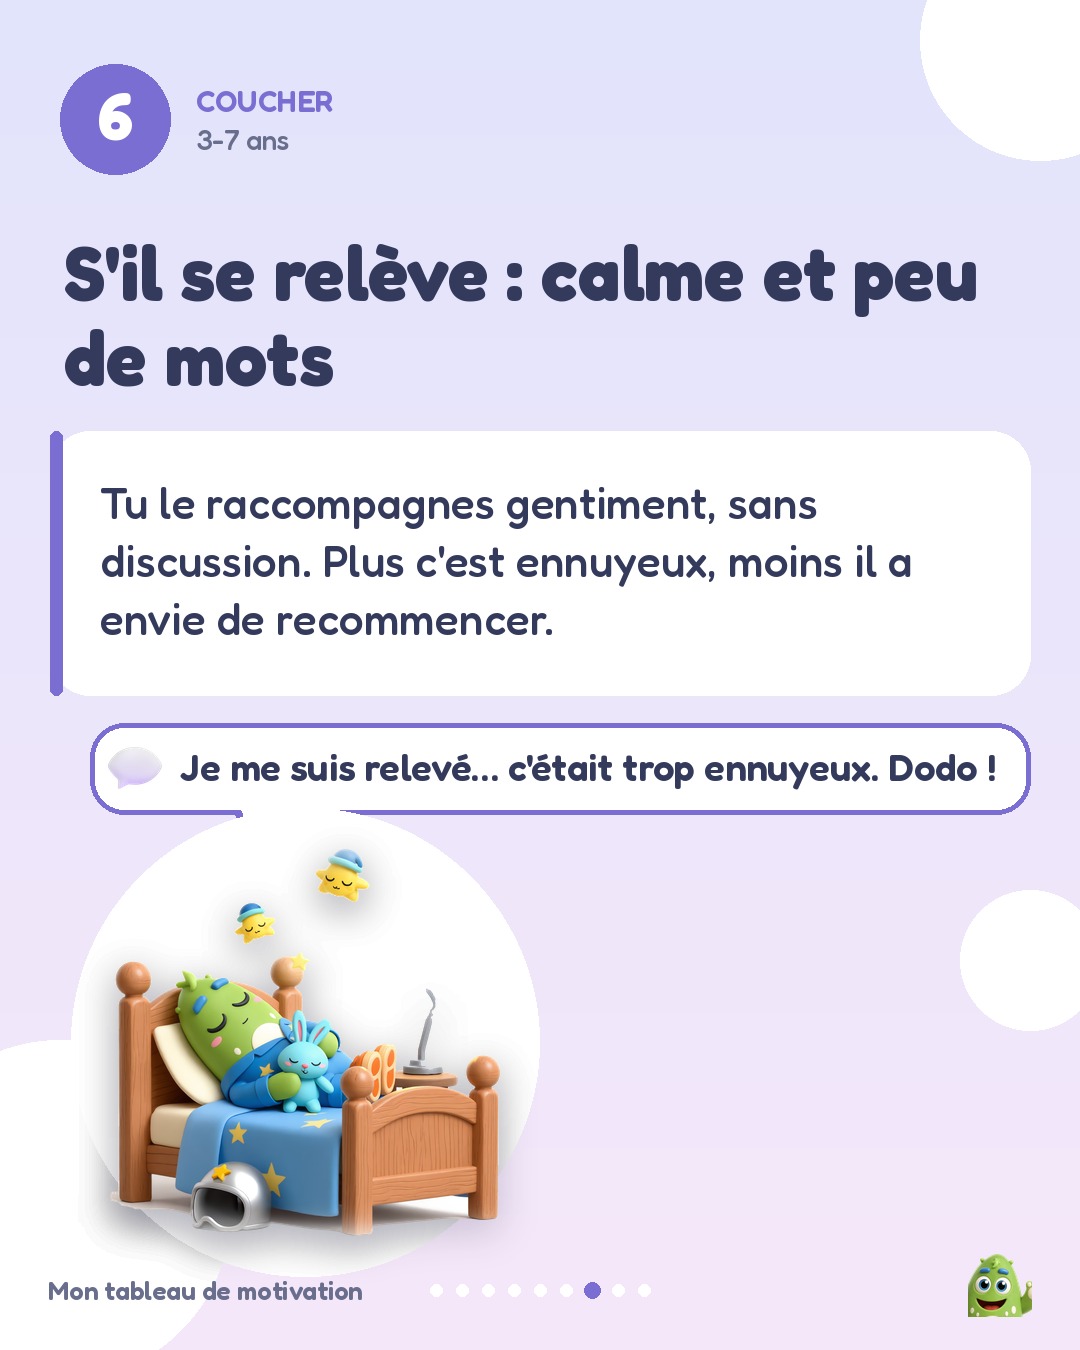 6
COUCHER
3-7 ans
S'il se relève : calme et peu
de mots
Tu le raccompagnes gentiment, sans
discussion. Plus c'est ennuyeux, moins il a
envie de recommencer.
Je me suis relevé... c'était trop ennuyeux. Dodo !
Mon tableau de motivation